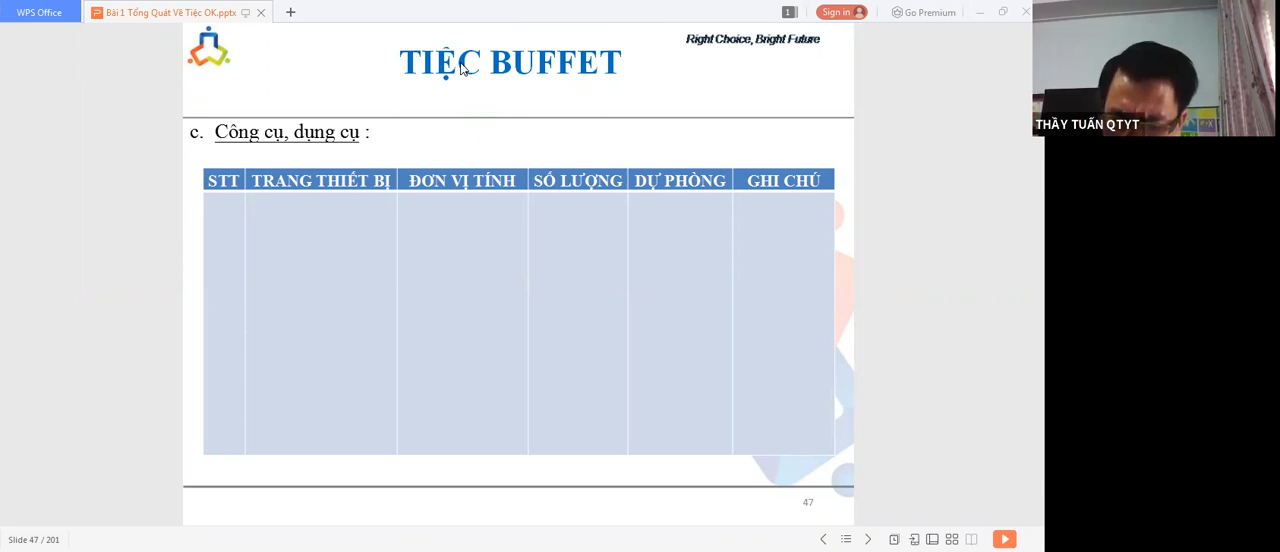 WPS Office
Bài 1 Tổng Quát Về Tiệc OK.pptx
1
Sign in
Go Premium
Right Choice, Bright Future
TIỆC BUFFET
THẦY TUẤN QTYT
c. Công cụ, dụng cụ :
STT TRANG THIẾT BỊ ĐƠN VỊ TÍNH SỐ LƯỢNG DỰ PHÒNG GHI CHÚ
47
Slide 47 / 201